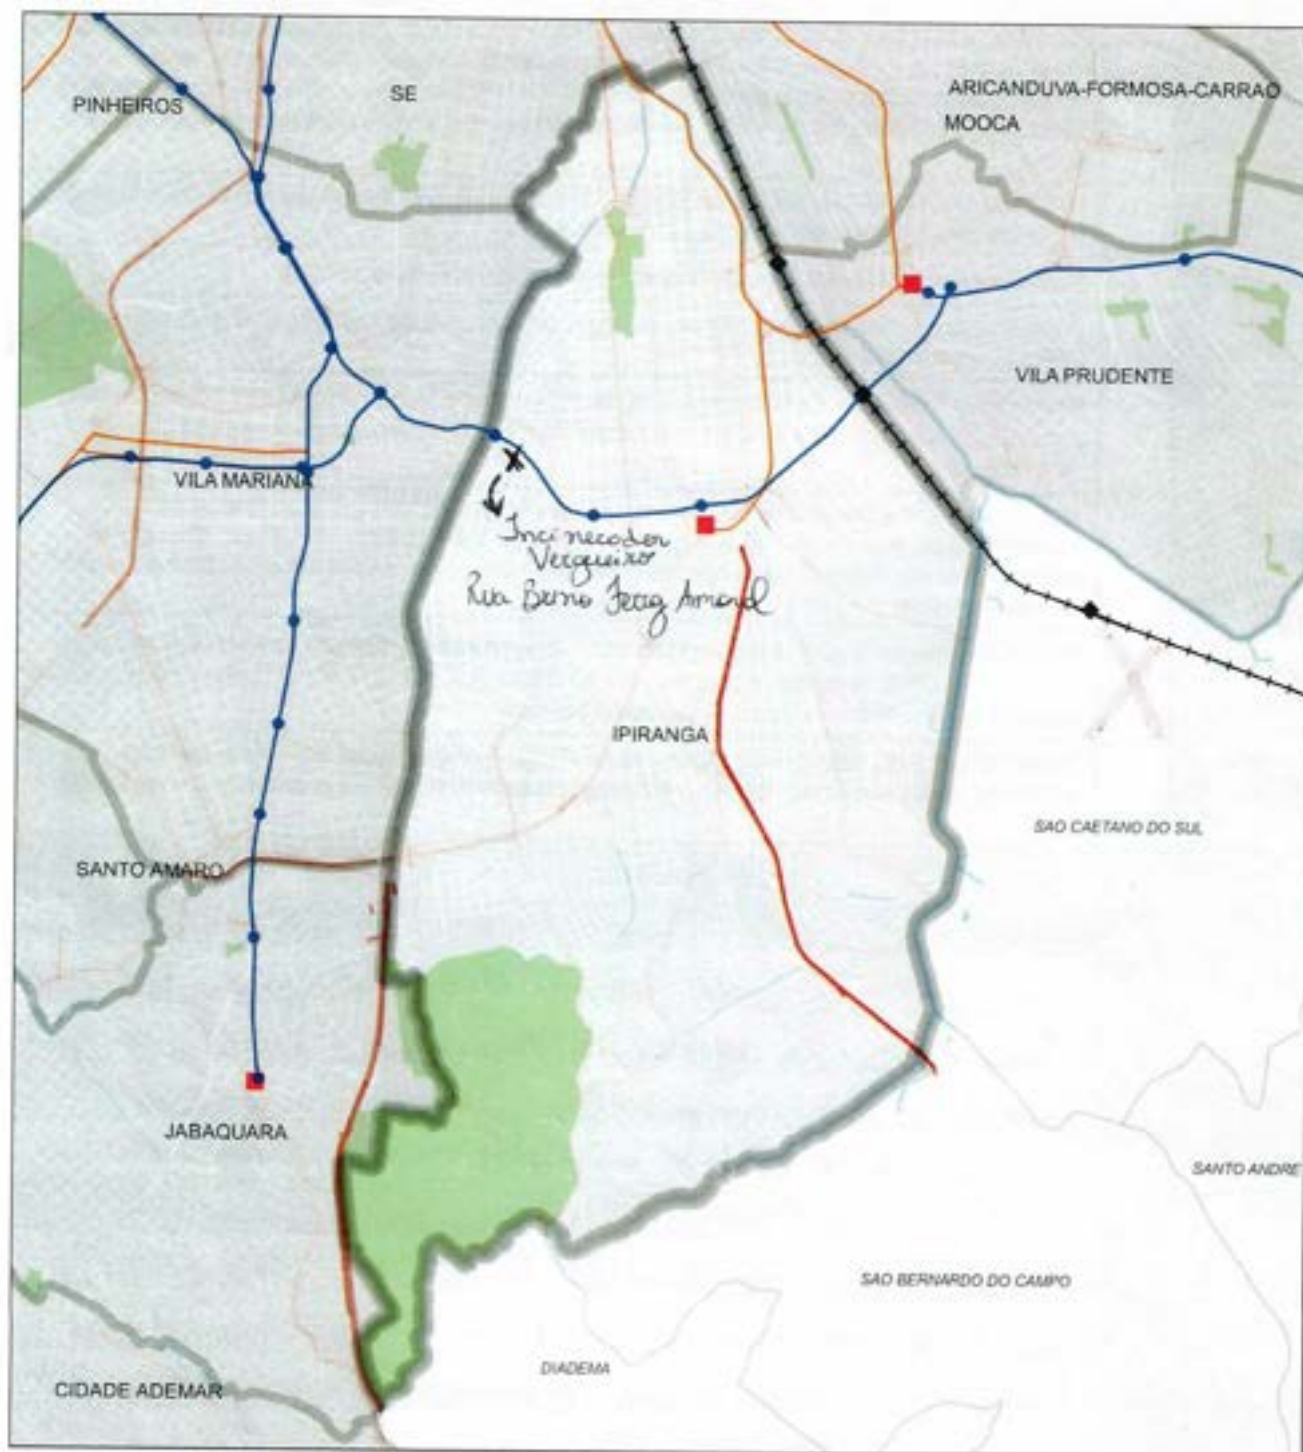 SE
ARICANDUVA-FORMOSA-CARRAO
PINHEIROS
MOOCA
VILA PRUDENTE
VILA MARIANA
Incinerador
Vergueiro
Rua Breno Ferraz Amaral
IPIRANGA
SAO CAETANO DO SUL
SANTO AMARO
JABAQUARA
SANTO ANDRE
SAO BERNARDO DO CAMPO
DIADEMA
CIDADE ADEMAR